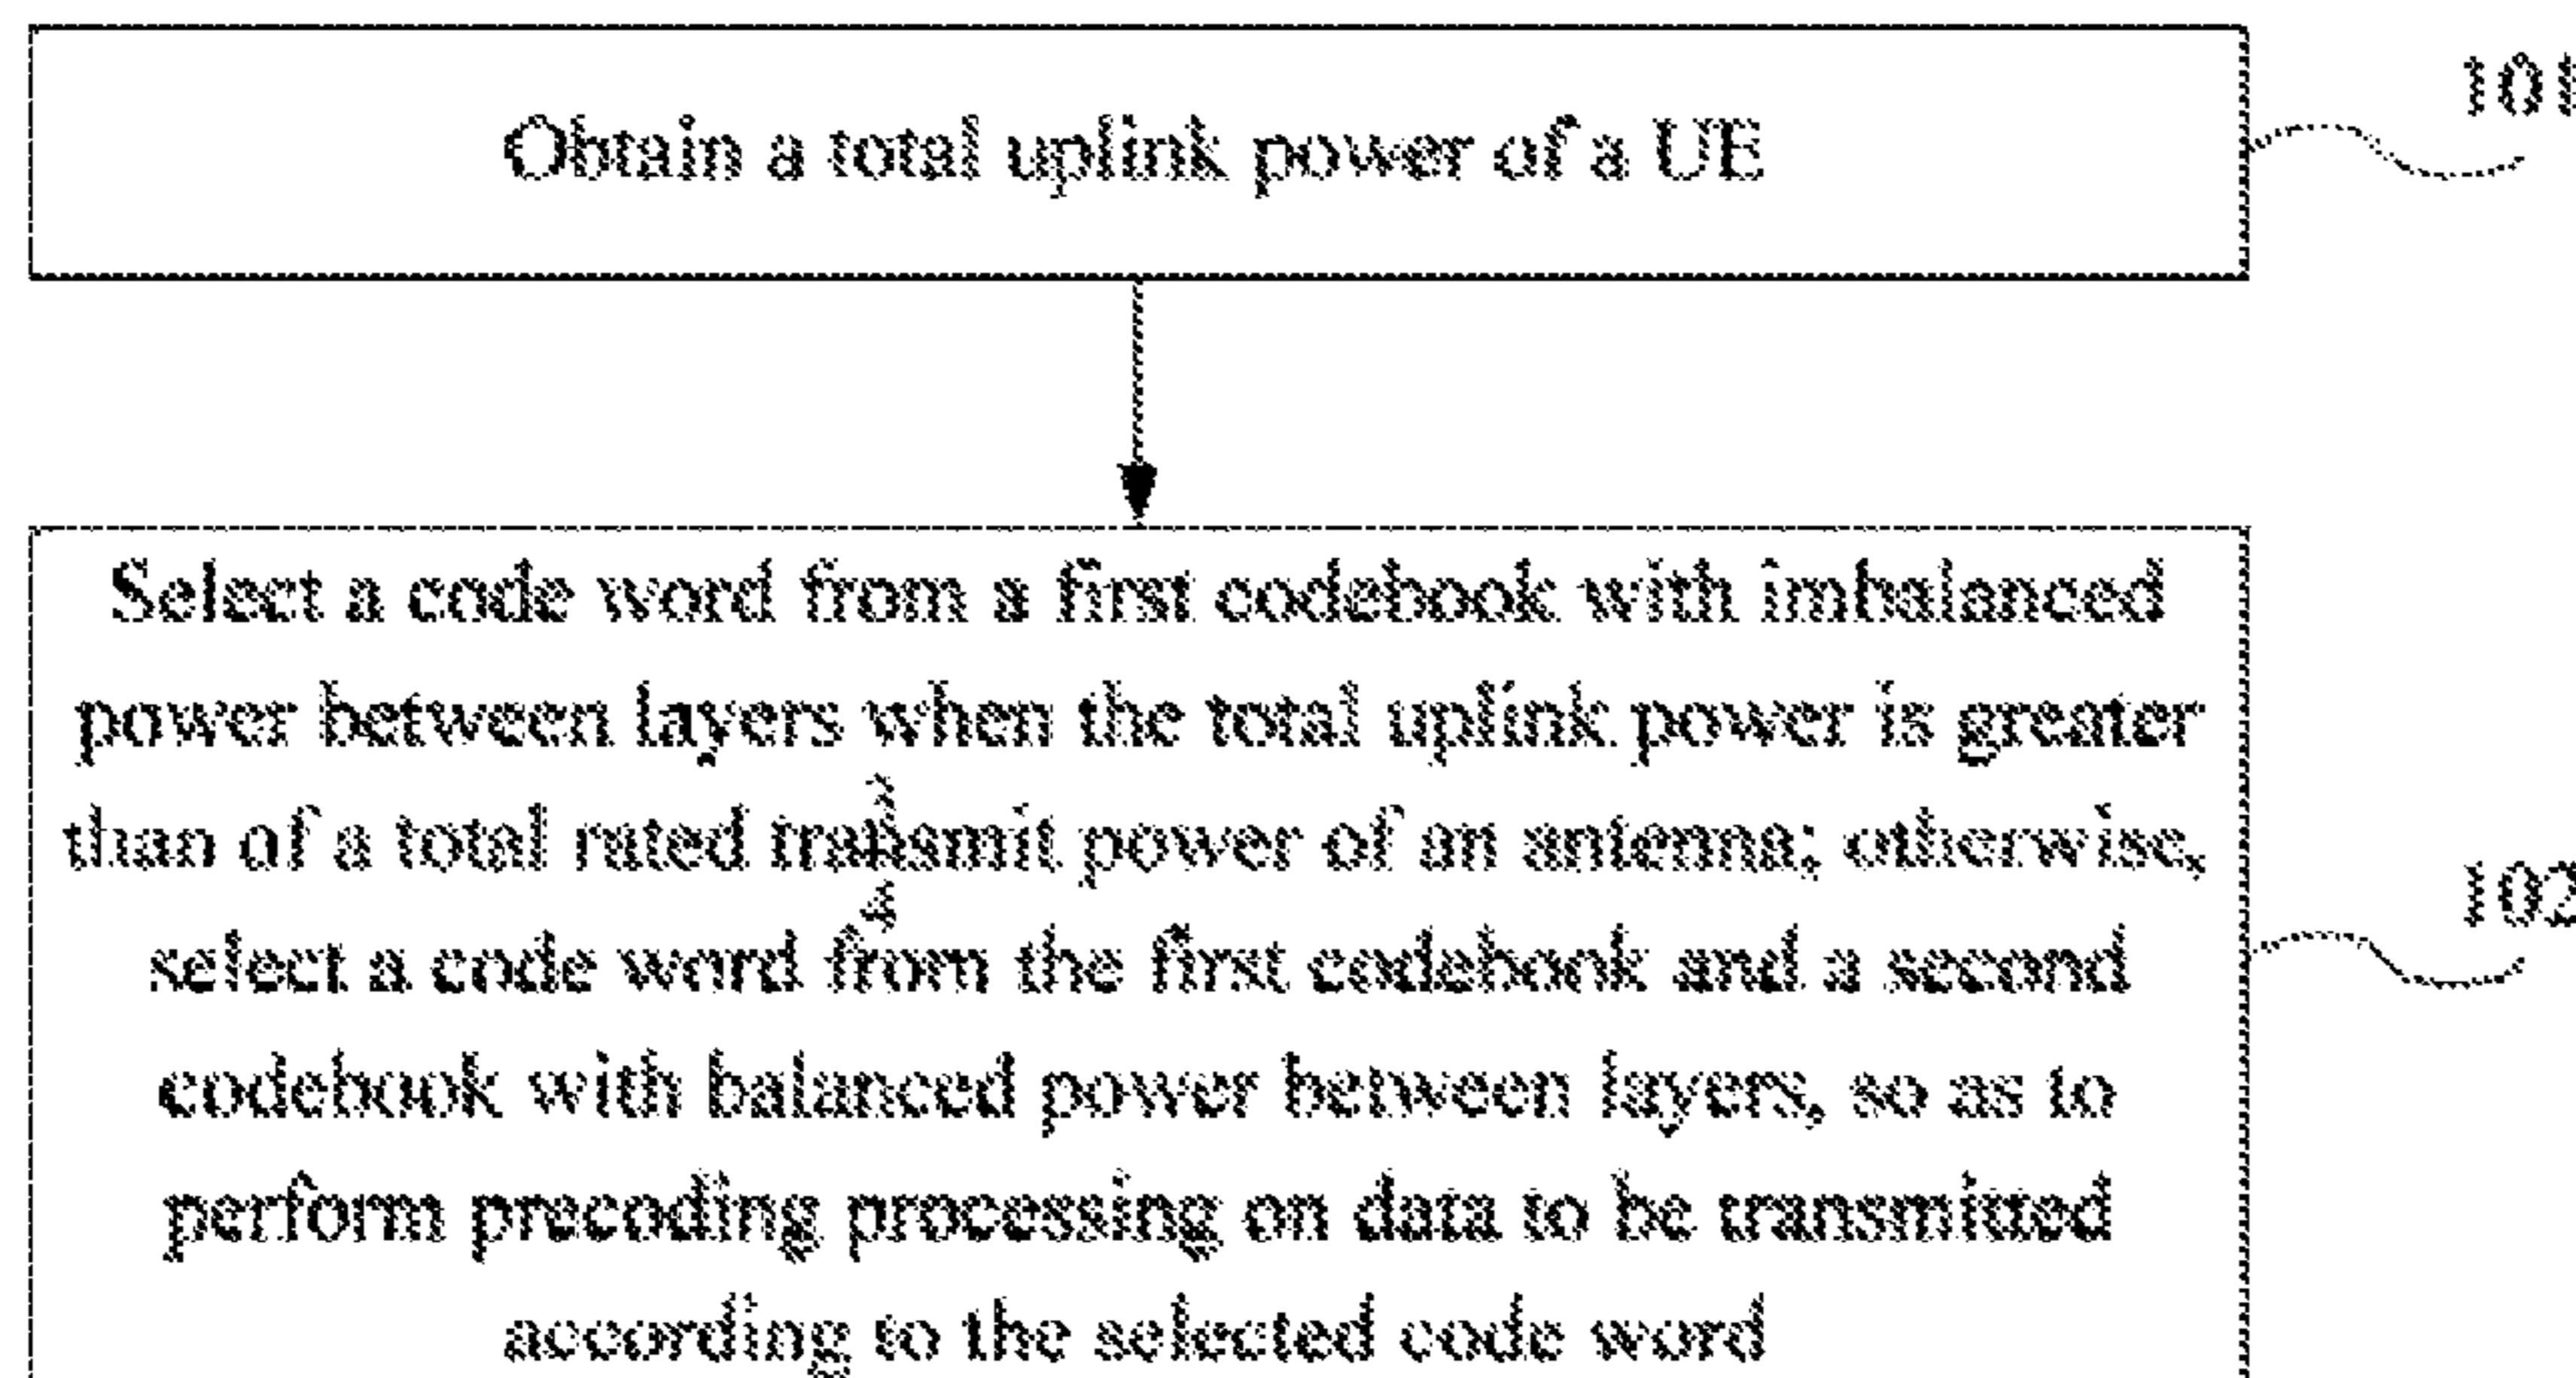 Obtain a total uplink power of a UE
101
Select a code word from a first codebook with imbalanced
power between layers when the total uplink power is greater
than of a total rated transmit power of an antenna; otherwise,
102
select a code word from the first codebook and a second
codebook with balanced power between layers, so as to
perform precoding processing on data to be transmitted
according to the selected code word